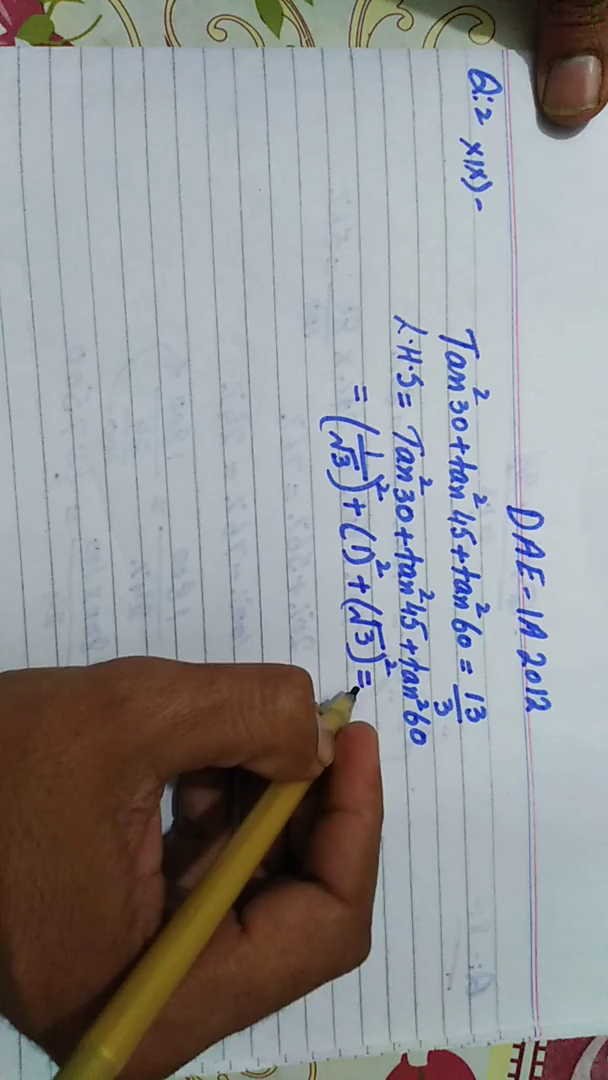 DAE-IA 2012
Q:2 x(x)- Tan²30+tan²45+tan²60 = 13/3
L.H.S = Tan²30+tan²45+tan²60
= (1/√3)² + (1)² + (√3)² =